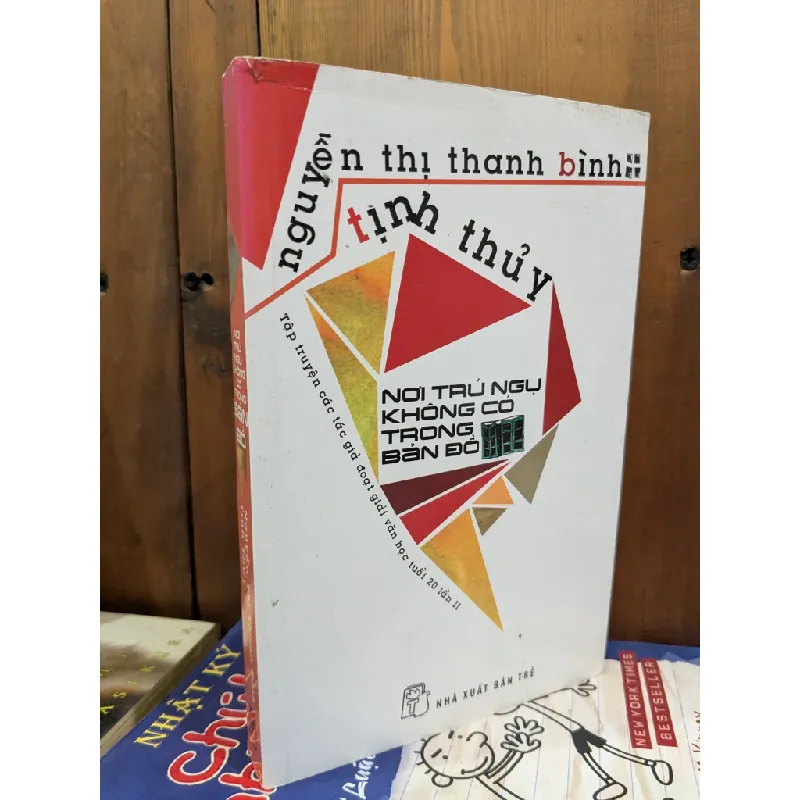 nguyễn thị thanh bình
tịnh thủy
Tập truyện các tác giả đoạt giải văn học tuổi 20 lần II
NƠI TRÚ NGỤ
KHÔNG CÓ
TRONG
BẢN ĐỒ
NHÀ XUẤT BẢN TRẺ
NHẬT KÝ
Chú
NEW YORK TIMES
BESTSELLER